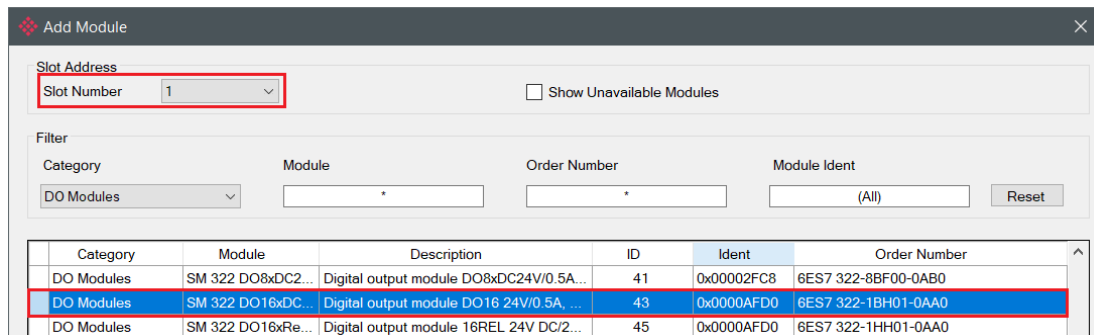 Add Module
Slot Address
Slot Number 1
Show Unavailable Modules
Filter
Category Module Order Number Module Ident
DO Modules * * (All) Reset
Category Module Description ID Ident Order Number
DO Modules SM 322 DO8xDC2... Digital output module DO8xDC24V/0.5A... 41 0x00002FC8 6ES7 322-8BF00-0AB0
DO Modules SM 322 DO16xDC... Digital output module DO16 24V/0.5A, ... 43 0x0000AFD0 6ES7 322-1BH01-0AA0
DO Modules SM 322 DO16xRe... Digital output module 16REL 24V DC/2... 45 0x0000AFD0 6ES7 322-1HH01-0AA0